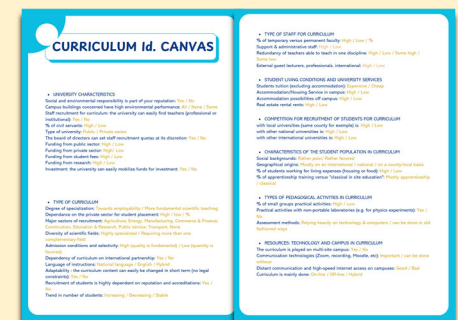 CURRICULUM Id. CANVAS
• UNIVERSITY CHARACTERISTICS
Social and environmental responsibility is part of your reputation: Yes / No
Campus buildings concerned have high environmental performance: All / None / Some
Staff recruitment for curriculum: the university can easily find teachers (professional or
institutional): Yes / No
% of civil servants: High / Low
Type of university: Public / Private sector
The board of directors can set staff recruitment quotas at its discretion: Yes / No
Funding from public sector: High / Low
Funding from private sector: High / Low
Funding from student fees: High / Low
Funding from research: High / Low
Investment: the university can easily mobilize funds for investment: Yes / No
• TYPE OF CURRICULUM
Degree of specialization: Towards employability / More fundamental scientific teaching
Dependance on the private sector for student placement: High / low / %
Major sectors of recruitment: Agriculture, Energy, Manufacturing, Commerce & Finance,
Construction, Education & Research, Public service, Transport, None
Diversity of scientific fields: Highly specialized / Requiring more than one
complementary field
Admission conditions and selectivity: High (quality is fundamental) / Low (quantity is
favored)
Dependency of curriculum on international partnership: Yes / No
Language of instructions: National language / English / Hybrid
Adaptability : the curriculum content can easily be changed in short term (no legal
constraints): Yes / No
Recruitment of students is highly dependent on reputation and accreditations: Yes /
No
Trend in number of students: Increasing / Decreasing / Stable
• TYPE OF STAFF FOR CURRICULUM
% of temporary versus permanent faculty: High / Low / %
Support & administrative staff: High / Low
Redundancy of teachers able to teach in one discipline: High / Low / Some high /
Some low
External guest lecturers, professionals, international: High / Low
• STUDENT LIVING CONDITIONS AND UNIVERSITY SERVICES
Students tuition (excluding accommodation): Expensive / Cheap
Accommodation/Housing Service in campus: High / Low
Accommodation possibilities off campus: High / Low
Real estate rental rents: High / Low
• COMPETITION FOR RECRUITMENT OF STUDENTS FOR CURRICULUM
with local universities (same county for example) is: High / Low
with other national universities is: High / Low
with other international universities is: High / Low
• CHARACTERISTICS OF THE STUDENT POPULATION IN CURRICULUM
Social backgrounds: Rather poor/ Rather favored
Geographical origins: Mostly on an international / national / on a county/local basis
% of students working for living expenses (housing or food): High / Low
% of apprenticeship training versus "classical in site education": Mostly apprenticeship
/ classical
• TYPES OF PEDAGOGICAL ACTIVITIES IN CURRICULUM
% of small groups practical activities: High / Low
Practical activities with non-portable laboratories (e.g. for physics experiments): Yes /
No
Assessment methods: Relying heavily on technology & computers / can be done in old
fashioned ways
• RESOURCES: TECHNOLOGY AND CAMPUS IN CURRICULUM
The curriculum is played on multi-site campus: Yes / No
Communication technologies (Zoom, recording, Moodle, etc): Important / can be done
without
Distant communication and high-speed internet access on campuses: Good / Bad
Curriculum is mainly done: On-line / Off-line / Hybrid